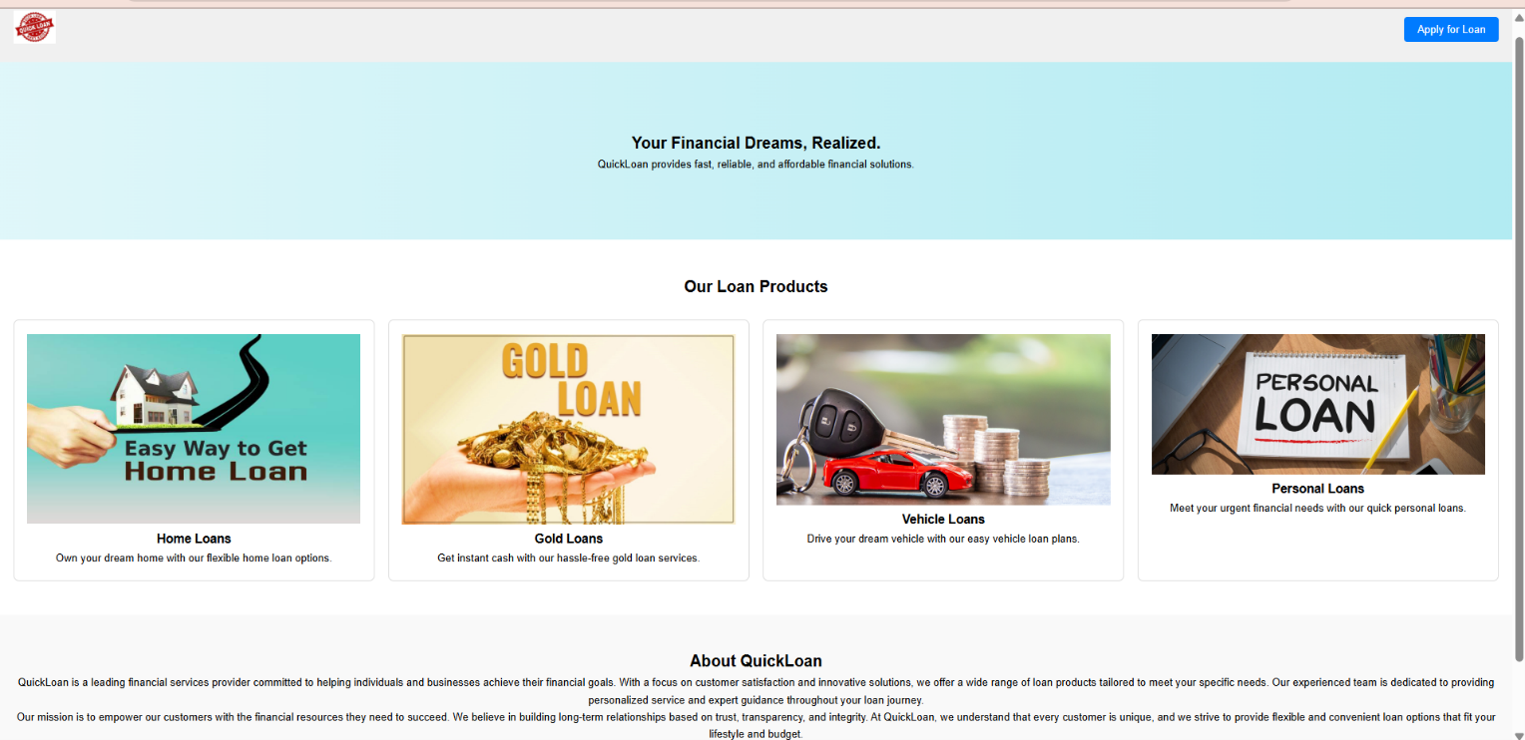 QUICK LOAN
Apply for Loan
Your Financial Dreams, Realized.
QuickLoan provides fast, reliable, and affordable financial solutions.
Our Loan Products
Easy Way to Get
Home Loan
Home Loans
Own your dream home with our flexible home loan options.
GOLD
LOAN
Gold Loans
Get instant cash with our hassle-free gold loan services.
Vehicle Loans
Drive your dream vehicle with our easy vehicle loan plans.
PERSONAL
LOAN
Personal Loans
Meet your urgent financial needs with our quick personal loans.
About QuickLoan
QuickLoan is a leading financial services provider committed to helping individuals and businesses achieve their financial goals. With a focus on customer satisfaction and innovative solutions, we offer a wide range of loan products tailored to meet your specific needs. Our experienced team is dedicated to providing
personalized service and expert guidance throughout your loan journey.
Our mission is to empower our customers with the financial resources they need to succeed. We believe in building long-term relationships based on trust, transparency, and integrity. At QuickLoan, we understand that every customer is unique, and we strive to provide flexible and convenient loan options that fit your
lifestyle and budget.